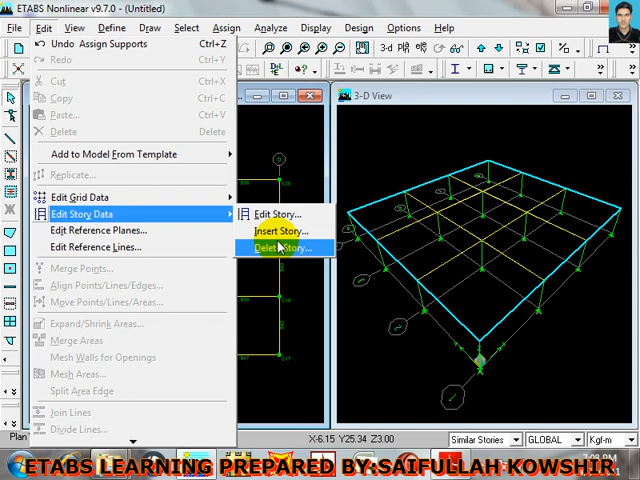 ETABS Nonlinear v9.7.0 - (Untitled)
File Edit View Define Draw Select Assign Analyze Display Design Options Help
Undo Assign Supports Ctrl+Z
Redo Ctrl+Y
3-d
Cut Ctrl+X
Copy Ctrl+C
Paste... Ctrl+V
Delete Delete
Add to Model From Template
Replicate...
Edit Grid Data
Edit Story Data
Edit Reference Planes...
Edit Reference Lines...
Merge Points...
Align Points/Lines/Edges...
Move Points/Lines/Areas...
Expand/Shrink Areas...
Merge Areas
Mesh Walls for Openings
Mesh Areas...
Split Area Edge
Join Lines
Divide Lines...
Edit Story...
Insert Story...
Delete Story...
3-D View
Plan
X-6.15 Y25.34 Z3.00
Similar Stories
GLOBAL
Kgf-m
7:08 PM
ETABS LEARNING PREPARED BY:SAIFULLAH KOWSHIR